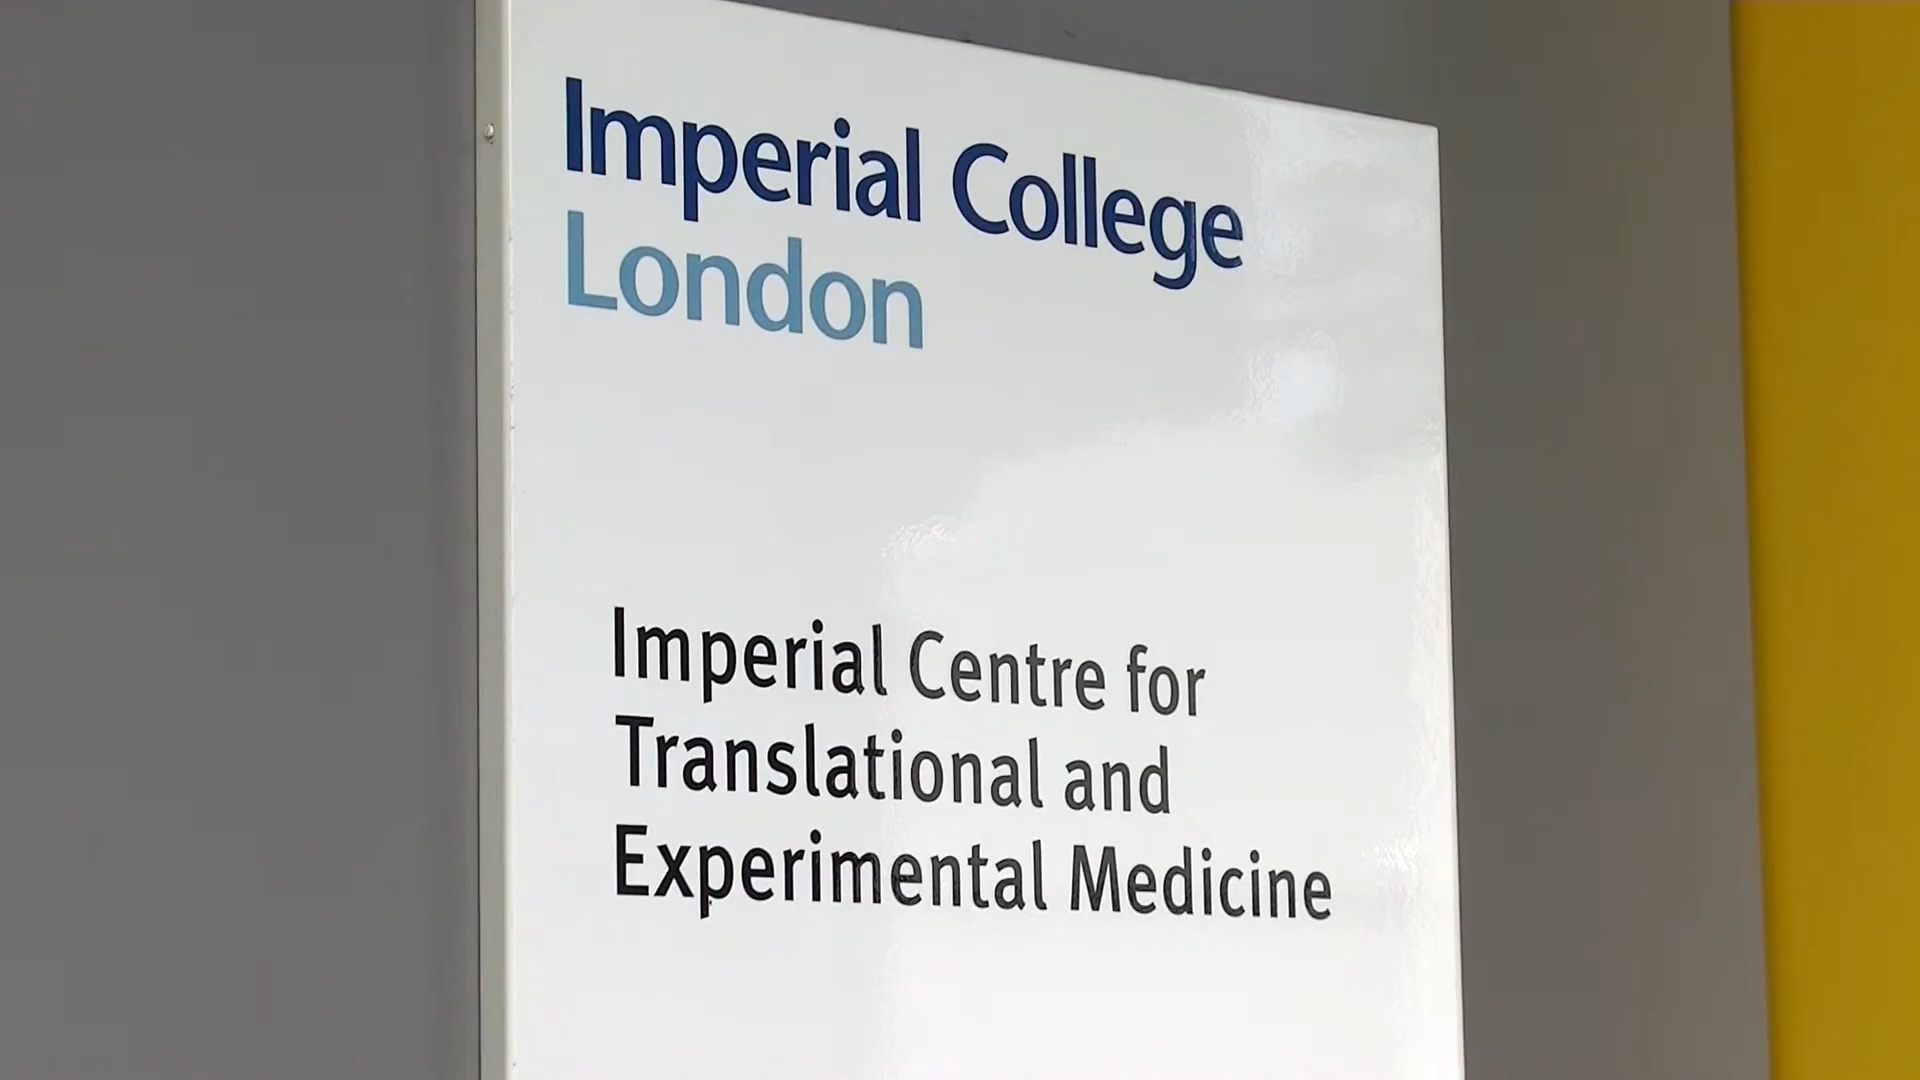 Imperial College
London
Imperial Centre for
Translational and
Experimental Medicine